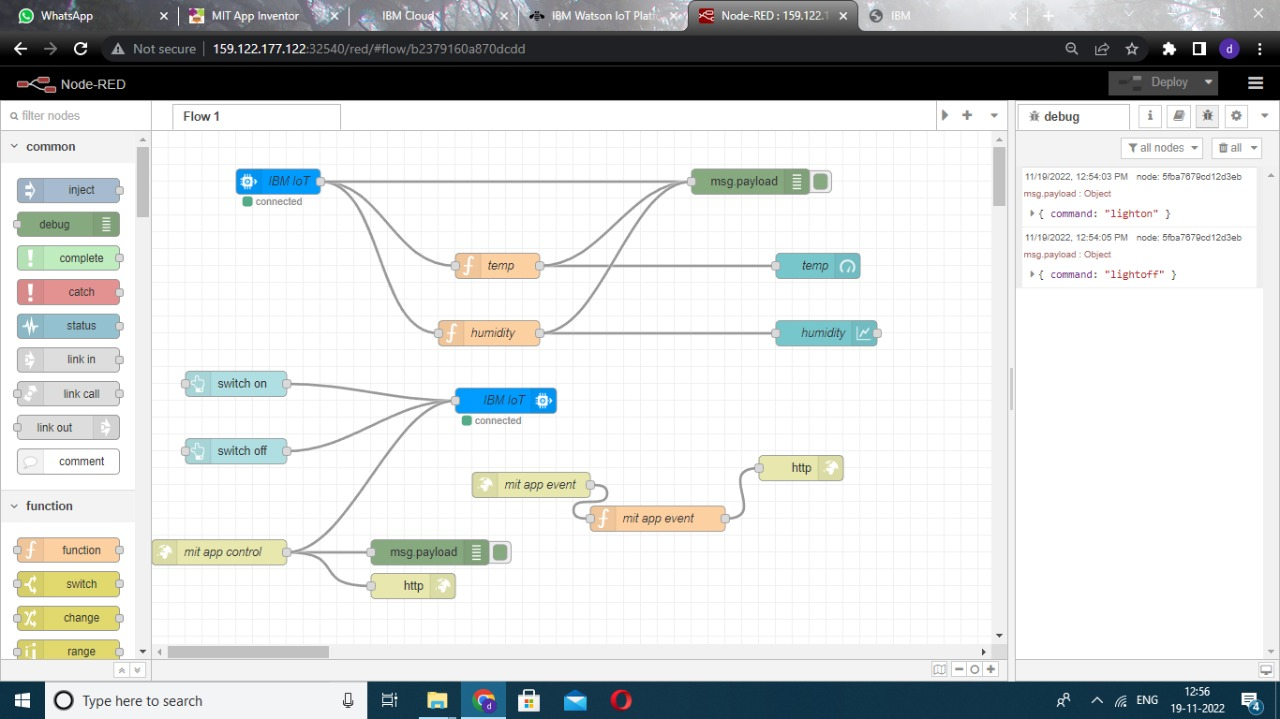 WhatsApp
MIT App Inventor
IBM Cloud
IBM Watson IoT Platf
Node-RED : 159.122.1
IBM
Not secure 159.122.177.122:32540/red/#flow/b2379160a870dcdd
d
Node-RED
Deploy
filter nodes
Flow 1
debug
i
common
all nodes
all
inject
debug
complete
catch
status
link in
link call
link out
comment
function
function
switch
change
range
IBM IoT
connected
msg.payload
temp
temp
humidity
humidity
switch on
switch off
IBM IoT
connected
mit app event
mit app event
http
mit app control
msg.payload
http
11/19/2022, 12:54:03 PM node: 5fba7679cd12d3eb
msg.payload : Object
{ command: "lighton" }
11/19/2022, 12:54:05 PM node: 5fba7679cd12d3eb
msg.payload : Object
{ command: "lightoff" }
Type here to search
d
ENG
12:56
19-11-2022
4